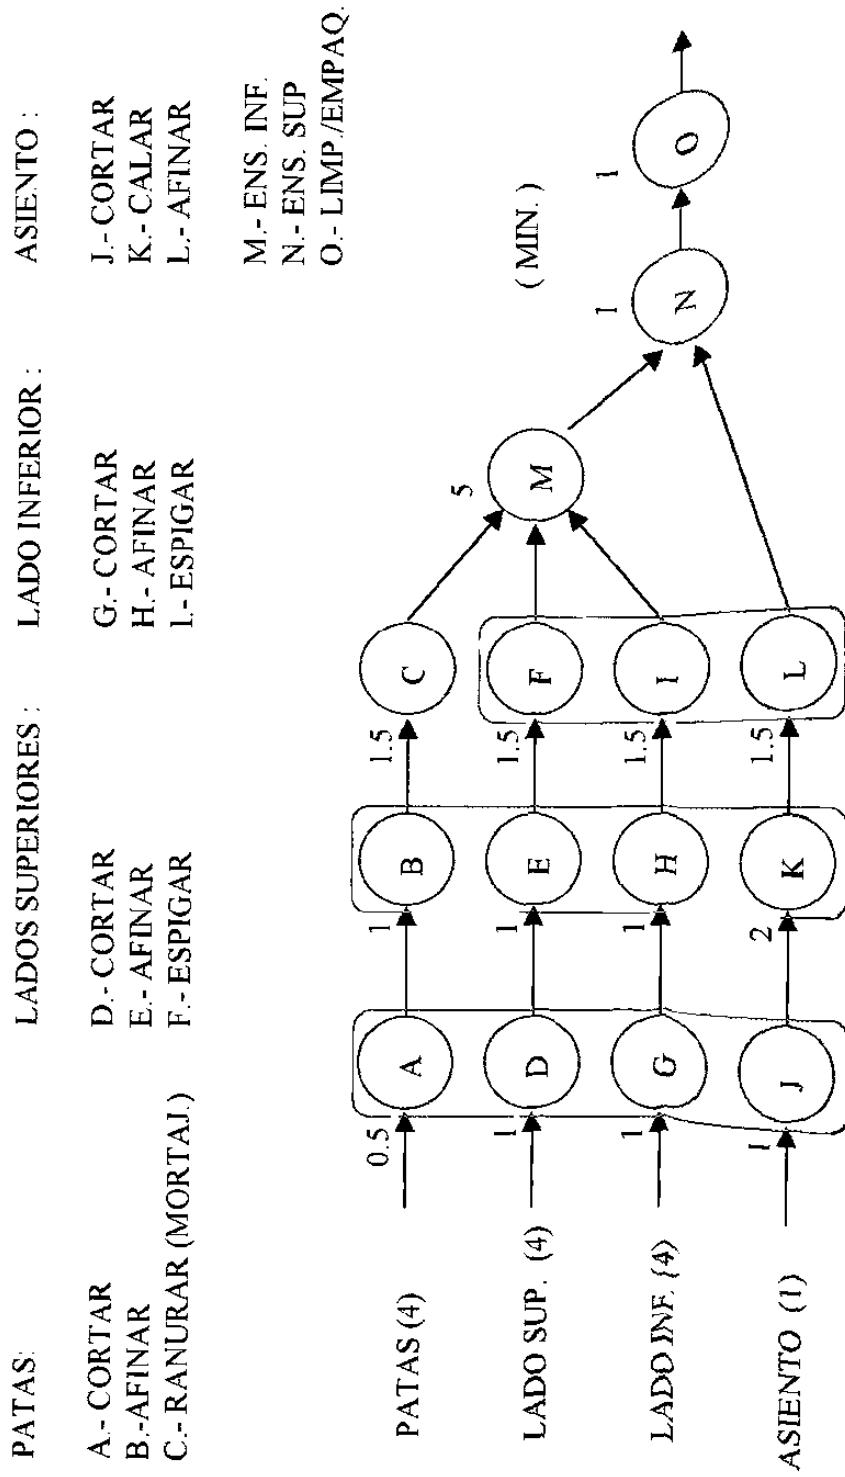 PATAS:
A.- CORTAR
B.-AFINAR
C.- RANURAR (MORTAJ.)
LADOS SUPERIORES :
D.- CORTAR
E.- AFINAR
F.- ESPIGAR
LADO INFERIOR :
G.- CORTAR
H.- AFINAR
I.- ESPIGAR
ASIENTO :
J.- CORTAR
K.- CALAR
L.- AFINAR
M.- ENS. INF.
N.- ENS. SUP
O.- LIMP./EMPAQ.
( MIN. )
PATAS (4)
0.5
A
1
B
1.5
C
LADO SUP. (4)
1
D
1
E
1.5
F
5
M
LADO INF. (4)
1
G
1
H
1.5
I
1
N
1
O
ASIENTO (1)
1
J
2
K
1.5
L